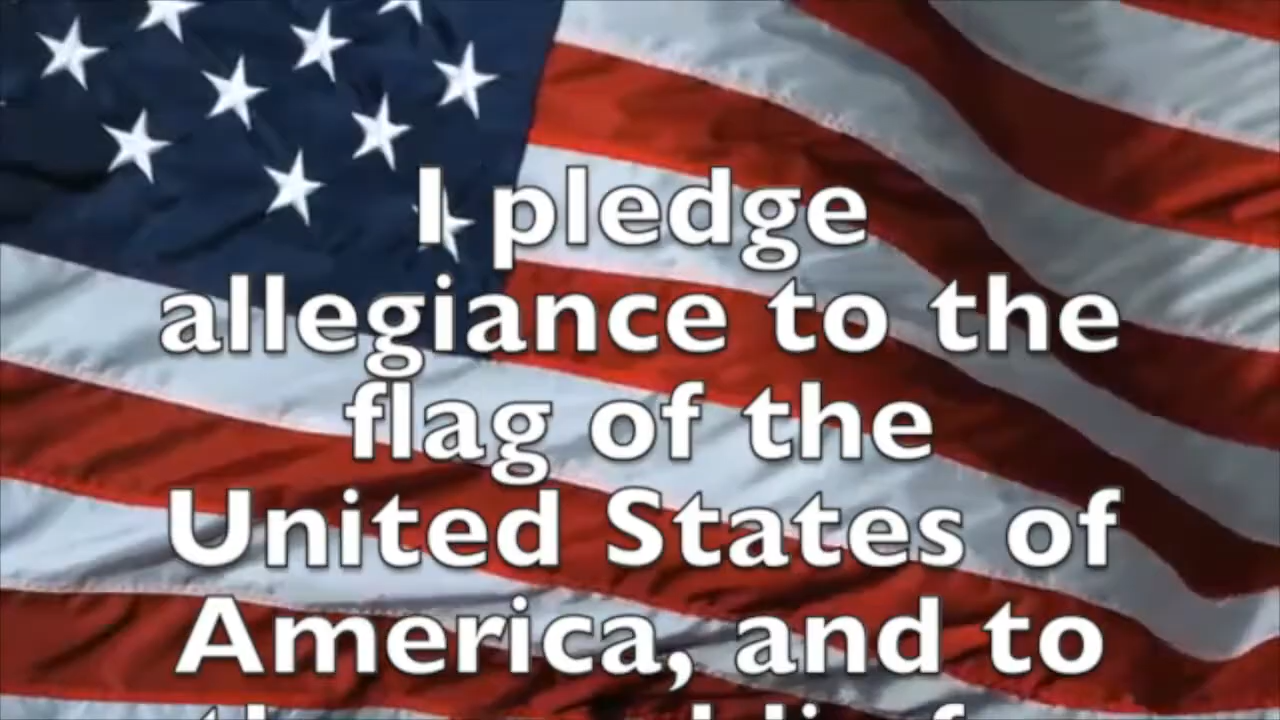 I pledge
allegiance to the
flag of the
United States of
America, and to